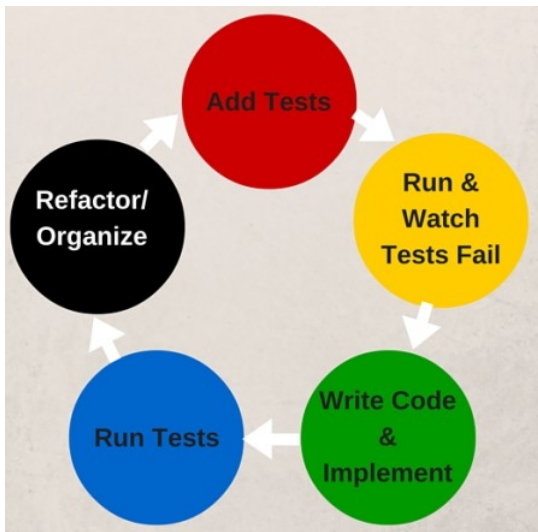 Add Tests
Run &
Watch
Tests Fail
Write Code
&
Implement
Run Tests
Refactor/
Organize